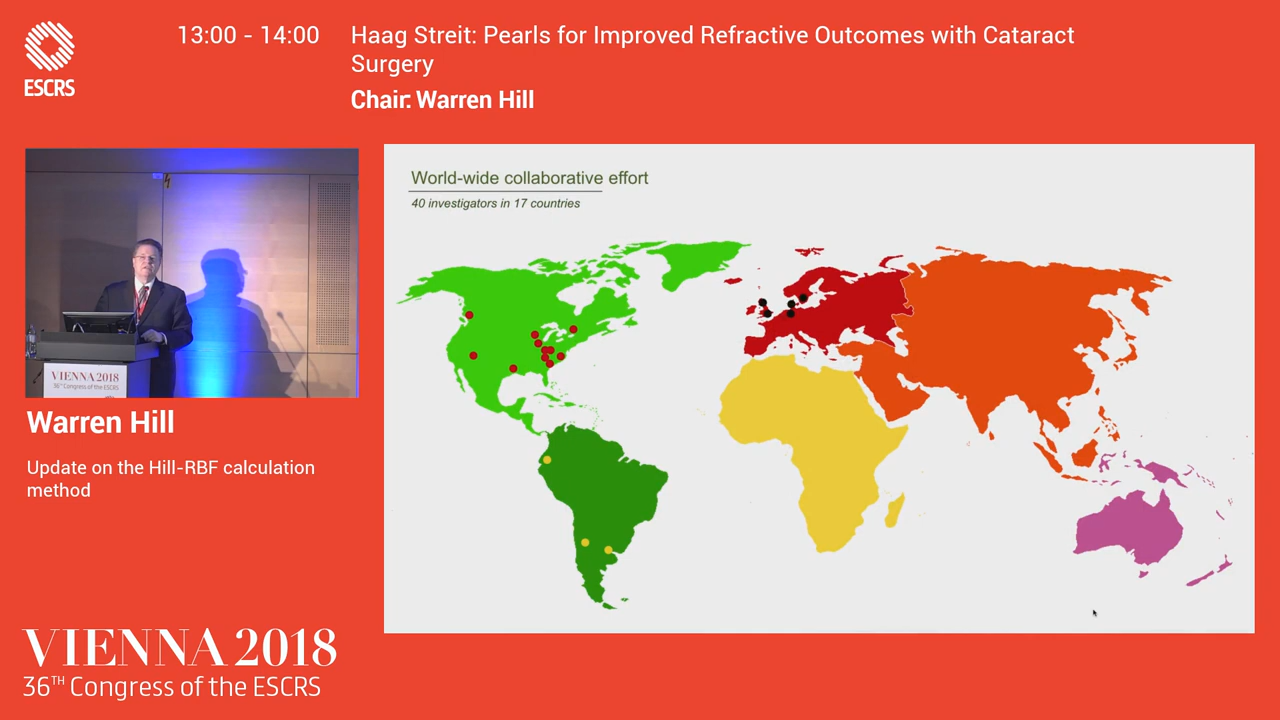 ESCRS
13:00 - 14:00
Haag Streit: Pearls for Improved Refractive Outcomes with Cataract
Surgery
Chair: Warren Hill
VIENNA 2018
36TH Congress of the ESCRS
Warren Hill
Update on the Hill-RBF calculation
method
World-wide collaborative effort
40 investigators in 17 countries
VIENNA 2018
36TH Congress of the ESCRS